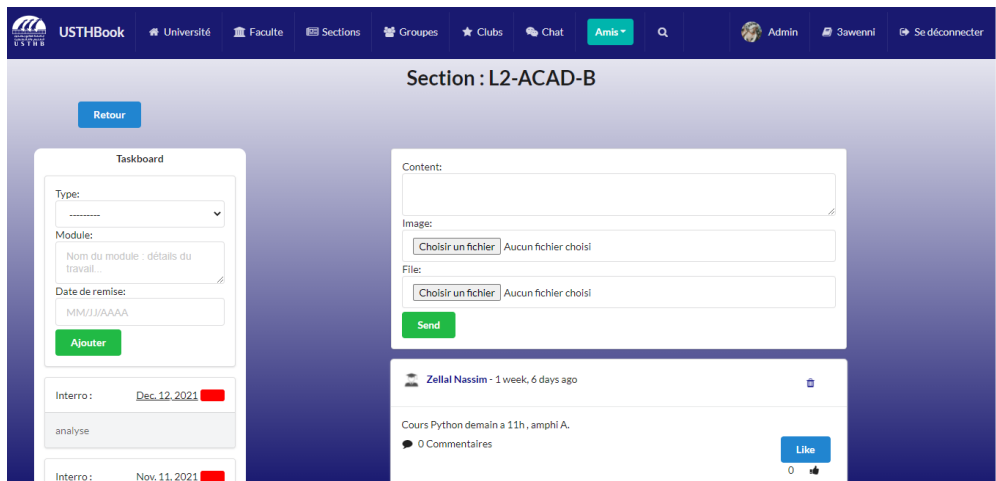 USTHB
USTHBook Université Faculte Sections Groupes Clubs Chat Amis Admin 3awenni Se déconnecter
Section : L2-ACAD-B
Retour
Taskboard
Type:
---------
Module:
Nom du module : détails du
travail...
Date de remise:
MM/JJ/AAAA
Ajouter
Interro : Dec. 12, 2021
analyse
Interro : Nov. 11, 2021
Content:
Image:
Choisir un fichier Aucun fichier choisi
File:
Choisir un fichier Aucun fichier choisi
Send
Zellal Nassim - 1 week, 6 days ago
Cours Python demain a 11h , amphi A.
0 Commentaires
Like
0